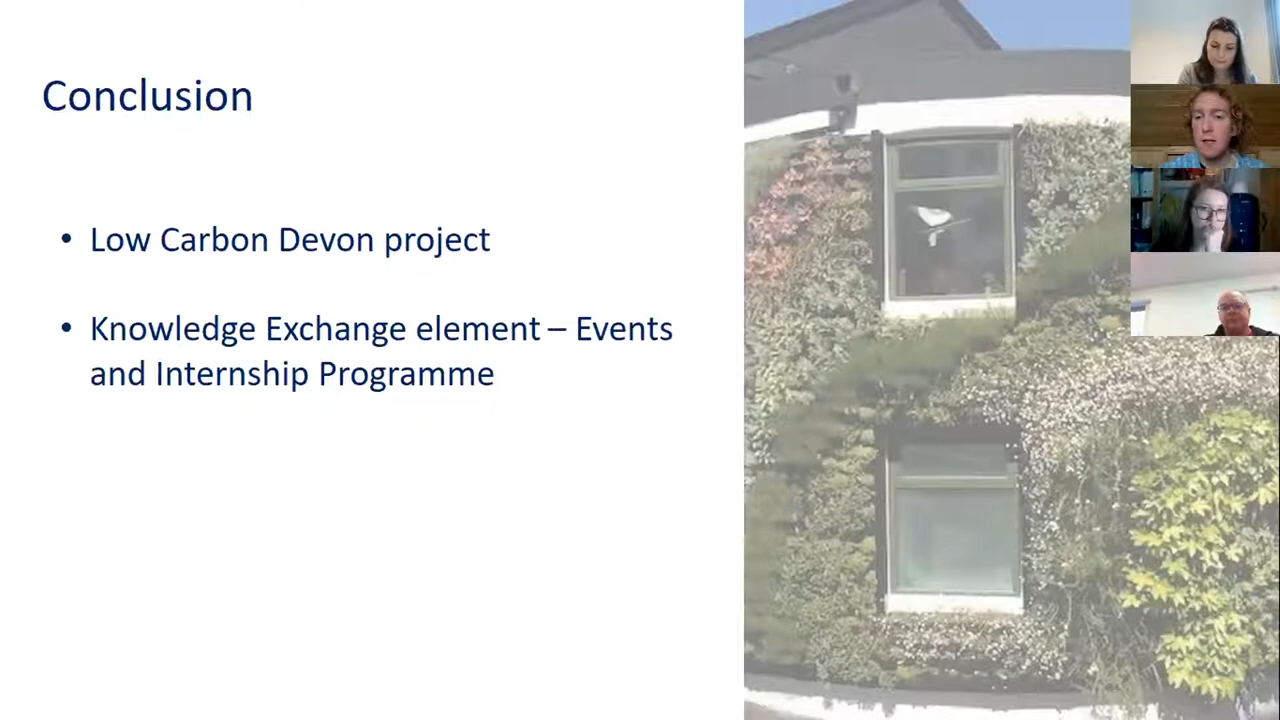 Conclusion
• Low Carbon Devon project
• Knowledge Exchange element – Events
and Internship Programme